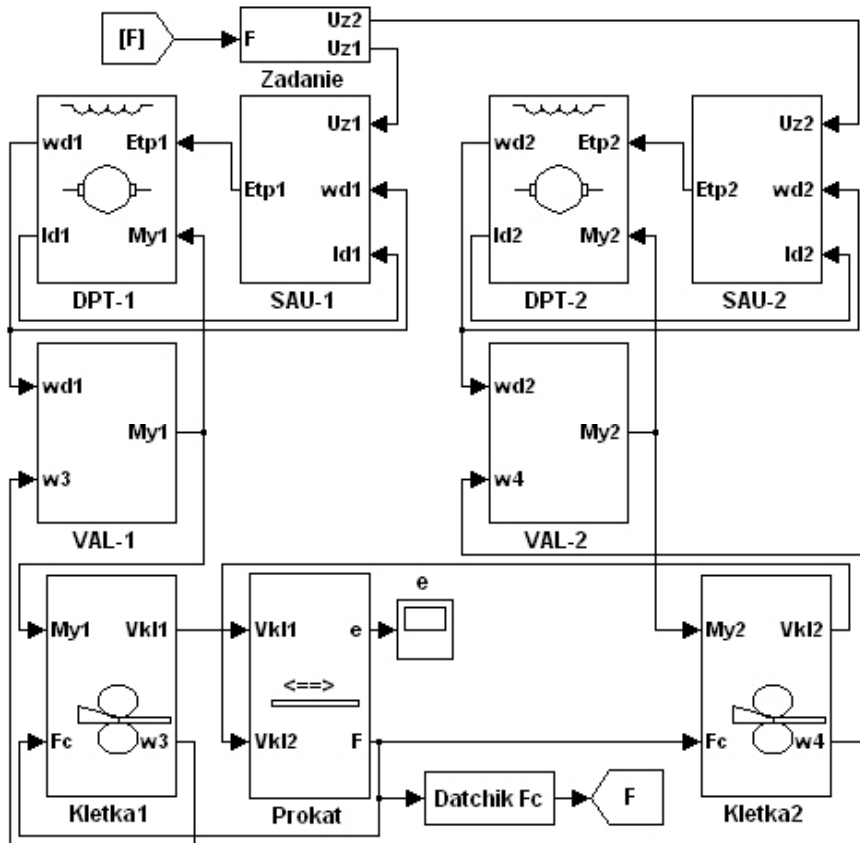 [F]
F
Uz2
Uz1
Zadanie
wd1
Etp1
Id1
My1
DPT-1
Uz1
Etp1
wd1
Id1
SAU-1
wd2
Etp2
Id2
My2
DPT-2
Uz2
Etp2
wd2
Id2
SAU-2
wd1
My1
w3
VAL-1
wd2
My2
w4
VAL-2
My1
Vkl1
Fc
w3
Kletka1
Vkl1
e
<==>
Vkl2
F
Prokat
e
My2
Vkl2
Fc
w4
Kletka2
Datchik Fc
F